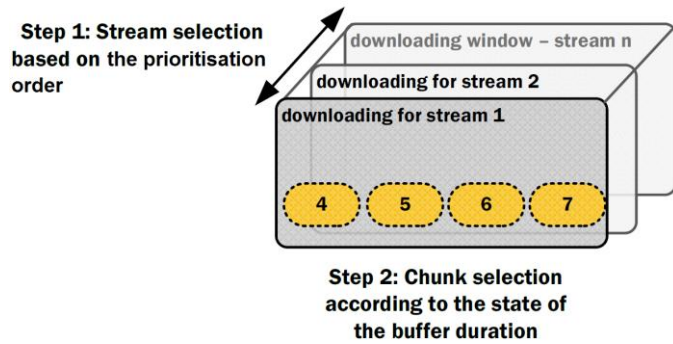 Step 1: Stream selection
based on the prioritisation
order
downloading window – stream n
downloading for stream 2
downloading for stream 1
4 5 6 7
Step 2: Chunk selection
according to the state of
the buffer duration